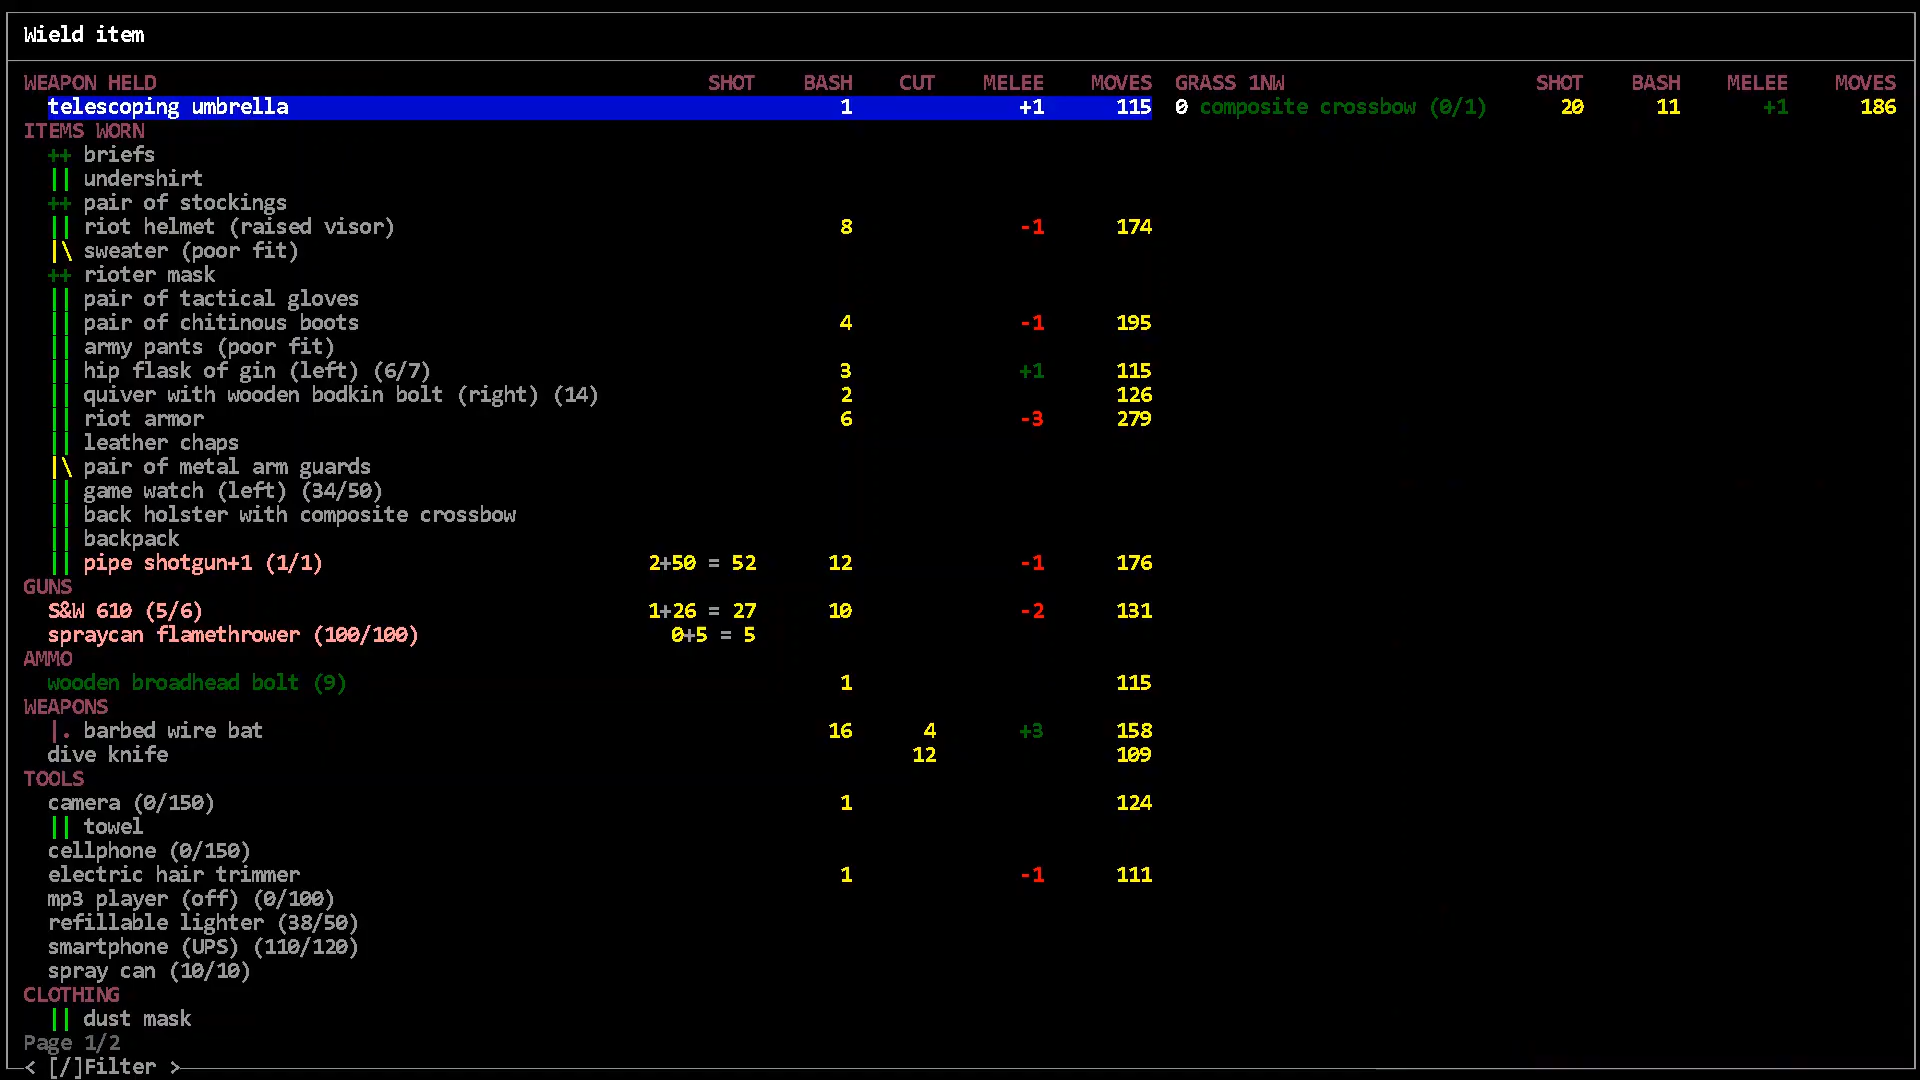 Wield item
WEAPON HELD SHOT BASH CUT MELEE MOVES GRASS 1NW SHOT BASH MELEE MOVES
telescoping umbrella 1 +1 115 0 composite crossbow (0/1) 20 11 +1 186
ITEMS WORN
++ briefs
|| undershirt
++ pair of stockings
|| riot helmet (raised visor) 8 -1 174
|\ sweater (poor fit)
++ rioter mask
|| pair of tactical gloves
|| pair of chitinous boots 4 -1 195
|| army pants (poor fit)
|| hip flask of gin (left) (6/7) 3 +1 115
|| quiver with wooden bodkin bolt (right) (14) 2 126
|| riot armor 6 -3 279
|| leather chaps
|\ pair of metal arm guards
|| game watch (left) (34/50)
|| back holster with composite crossbow
|| backpack
|| pipe shotgun+1 (1/1) 2+50 = 52 12 -1 176
GUNS
S&W 610 (5/6) 1+26 = 27 10 -2 131
spraycan flamethrower (100/100) 0+5 = 5
AMMO
wooden broadhead bolt (9) 1 115
WEAPONS
|. barbed wire bat 16 4 +3 158
dive knife 12 109
TOOLS
camera (0/150) 1 124
|| towel
cellphone (0/150)
electric hair trimmer 1 -1 111
mp3 player (off) (0/100)
refillable lighter (38/50)
smartphone (UPS) (110/120)
spray can (10/10)
CLOTHING
|| dust mask
Page 1/2
< [/]Filter >